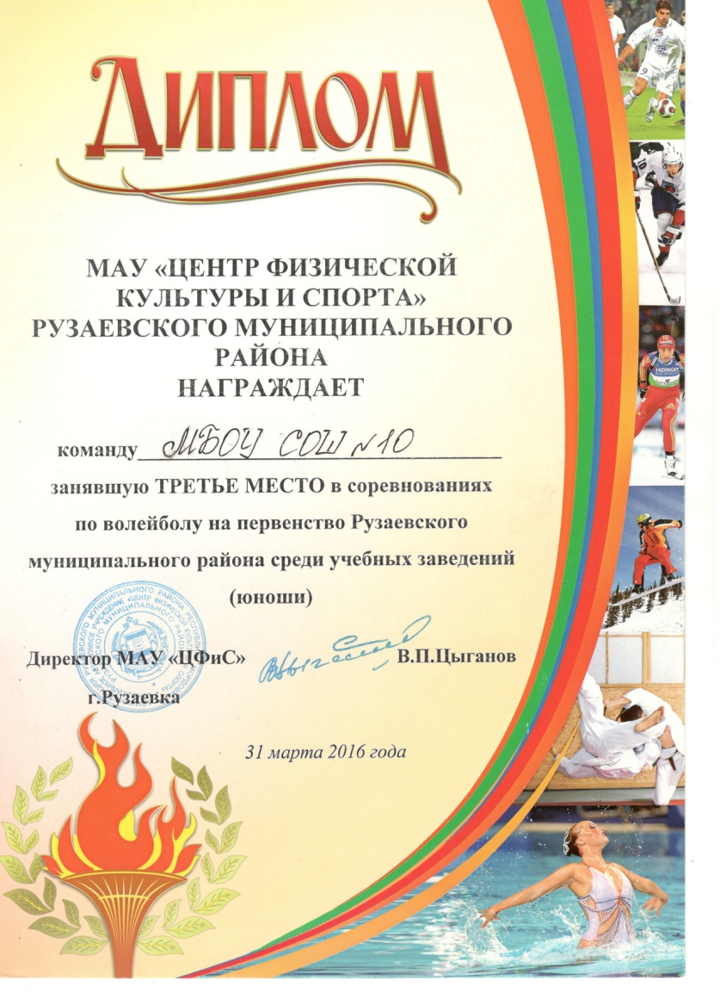 ДИПЛОМ
МАУ «ЦЕНТР ФИЗИЧЕСКОЙ
КУЛЬТУРЫ И СПОРТА»
РУЗАЕВСКОГО МУНИЦИПАЛЬНОГО
РАЙОНА
НАГРАЖДАЕТ
команду МБОУ СОШ №10
занявшую ТРЕТЬЕ МЕСТО в соревнованиях
по волейболу на первенство Рузаевского
муниципального района среди учебных заведений
(юноши)
Директор МАУ «ЦФиС» В.П.Цыганов
г.Рузаевка
31 марта 2016 года
ERDINGER